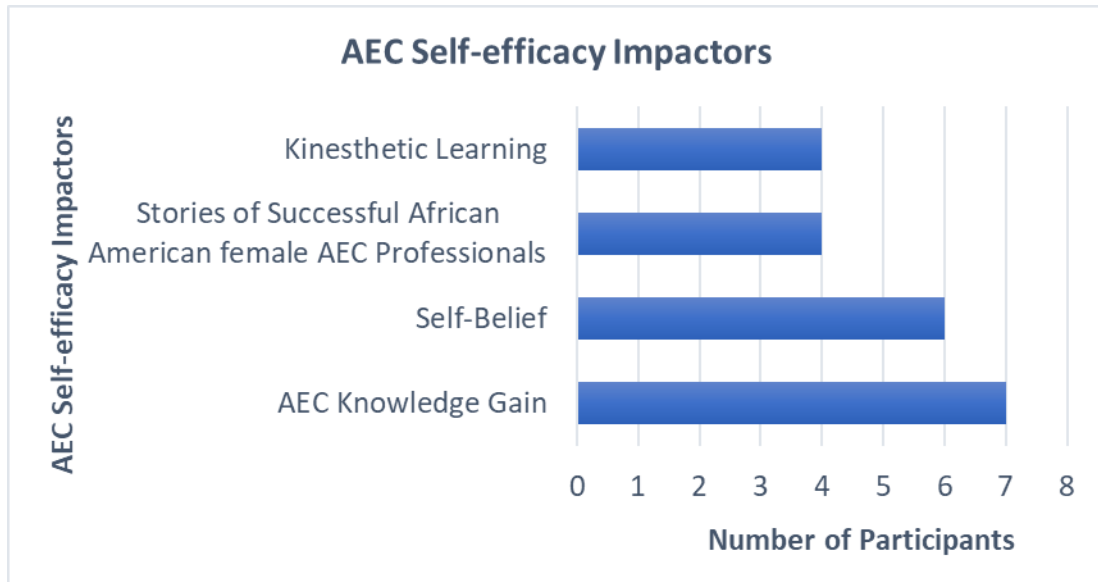 AEC Self-efficacy Impactors
AEC Self-efficacy Impactors
Kinesthetic Learning
Stories of Successful African
American female AEC Professionals
Self-Belief
AEC Knowledge Gain
0 1 2 3 4 5 6 7 8
Number of Participants